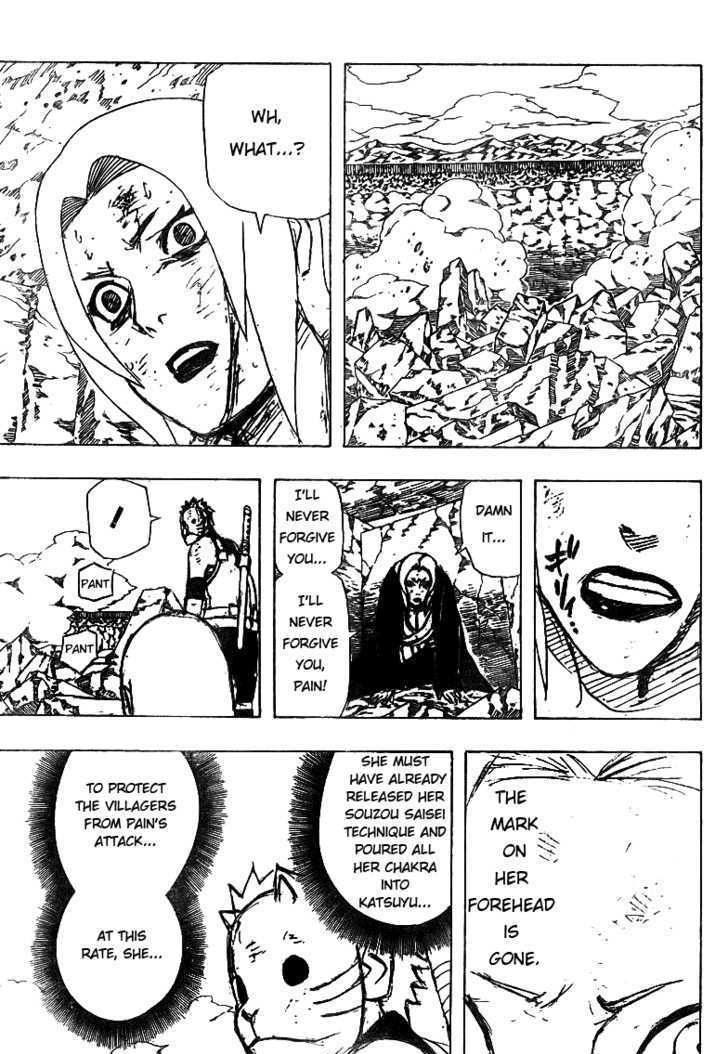 WH,
WHAT...?
ギリ...
DAMN
IT...
I'LL
NEVER
FORGIVE
YOU...
I'LL
NEVER
FORGIVE
YOU,
PAIN!
!
PANT
PANT
THE
MARK
ON
HER
FOREHEAD
IS
GONE.
SHE MUST
HAVE ALREADY
RELEASED HER
SOUZOU SAISEI
TECHNIQUE AND
POURED ALL
HER CHAKRA
INTO
KATSUYU...
TO PROTECT
THE VILLAGERS
FROM PAIN'S
ATTACK...
AT THIS
RATE, SHE...